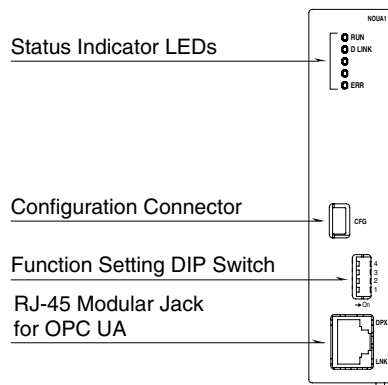 NOUA1
Status Indicator LEDs
RUN
D LINK
ERR
Configuration Connector
CFG
Function Setting DIP Switch
4
3
2
1
→On
RJ-45 Modular Jack
for OPC UA
DPX
LNK